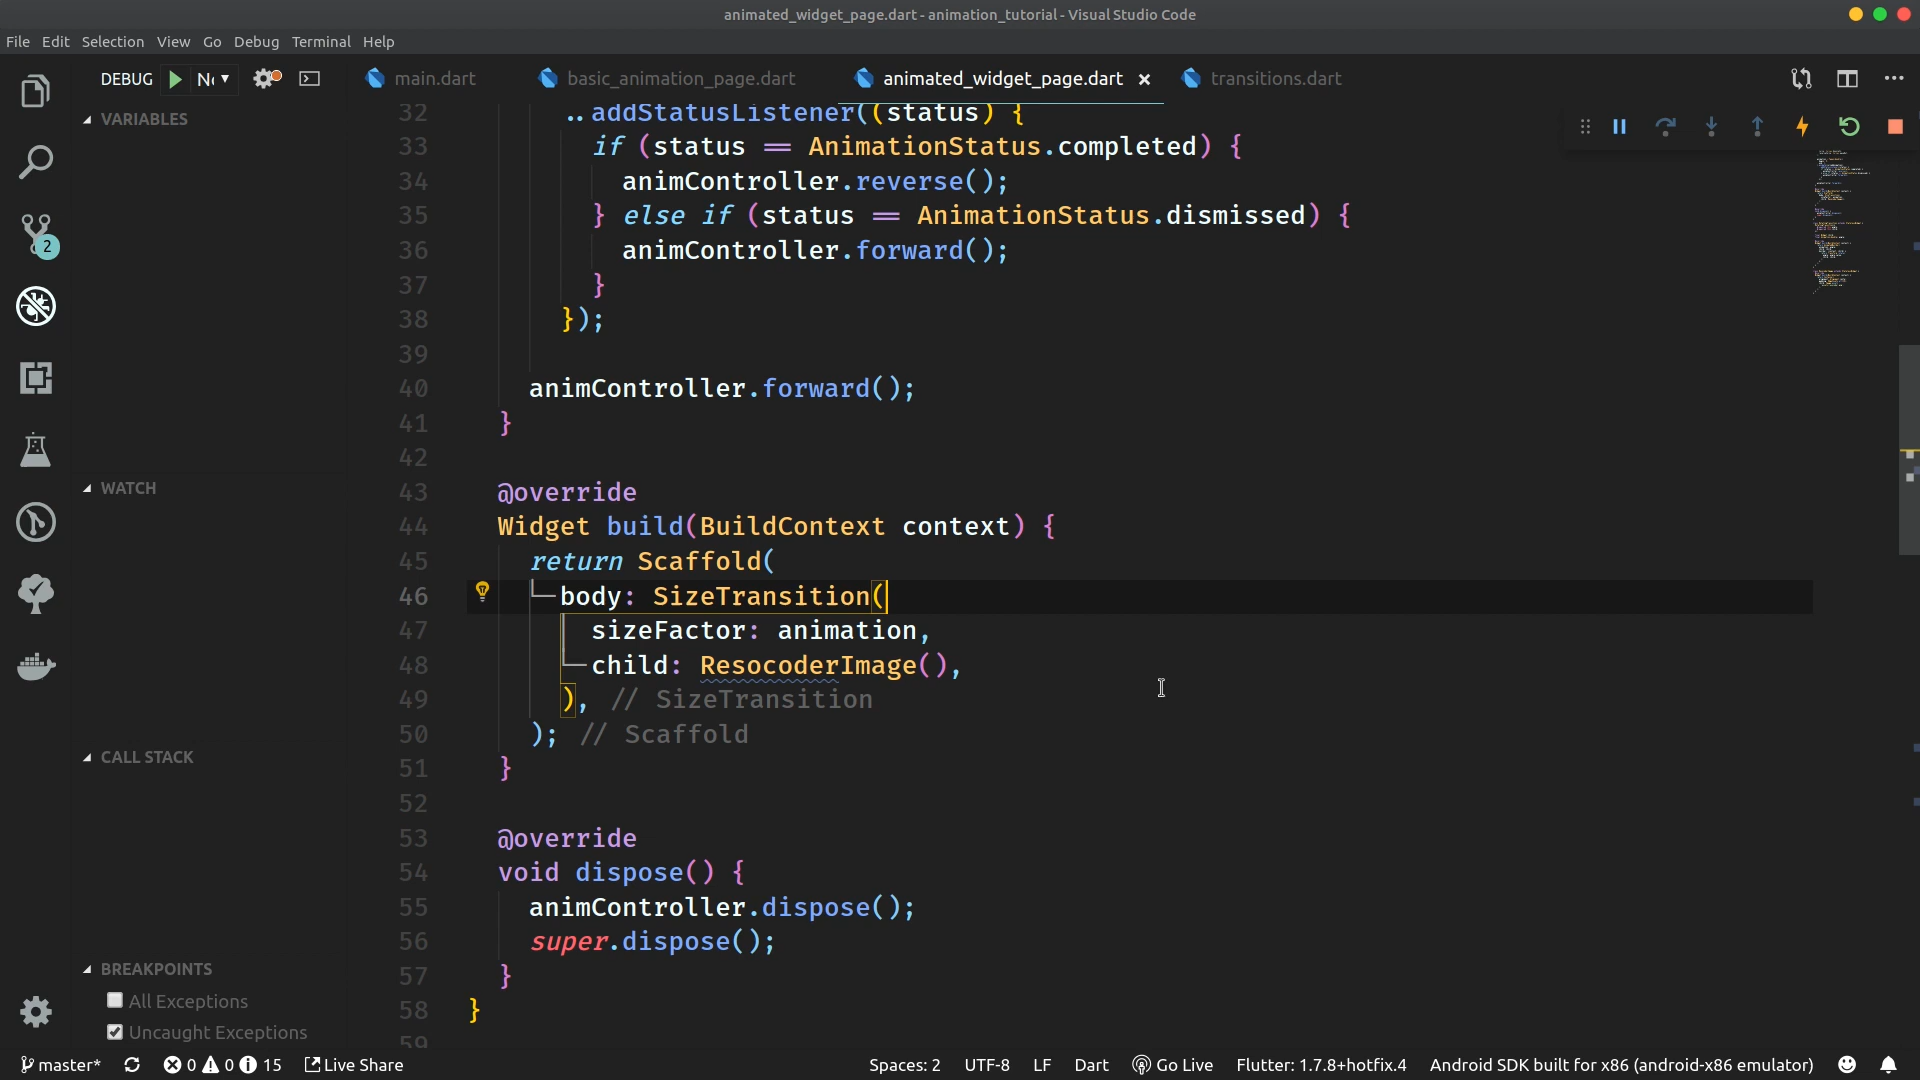 animated_widget_page.dart - animation_tutorial - Visual Studio Code
File Edit Selection View Go Debug Terminal Help
DEBUG
main.dart basic_animation_page.dart animated_widget_page.dart transitions.dart
VARIABLES
32 ..addStatusListener((status) {
33 if (status == AnimationStatus.completed) {
34 animController.reverse();
35 } else if (status == AnimationStatus.dismissed) {
36 animController.forward();
37 }
38 });
39
40 animController.forward();
41 }
42
43 @override
44 Widget build(BuildContext context) {
45 return Scaffold(
46 body: SizeTransition(
47 sizeFactor: animation,
48 child: ResocoderImage(),
49 ), // SizeTransition
50 ); // Scaffold
51 }
52
53 @override
54 void dispose() {
55 animController.dispose();
56 super.dispose();
57 }
58 }
59
2
WATCH
CALL STACK
BREAKPOINTS
All Exceptions
Uncaught Exceptions
master* 0 0 15 Live Share Spaces: 2 UTF-8 LF Dart Go Live Flutter: 1.7.8+hotfix.4 Android SDK built for x86 (android-x86 emulator)